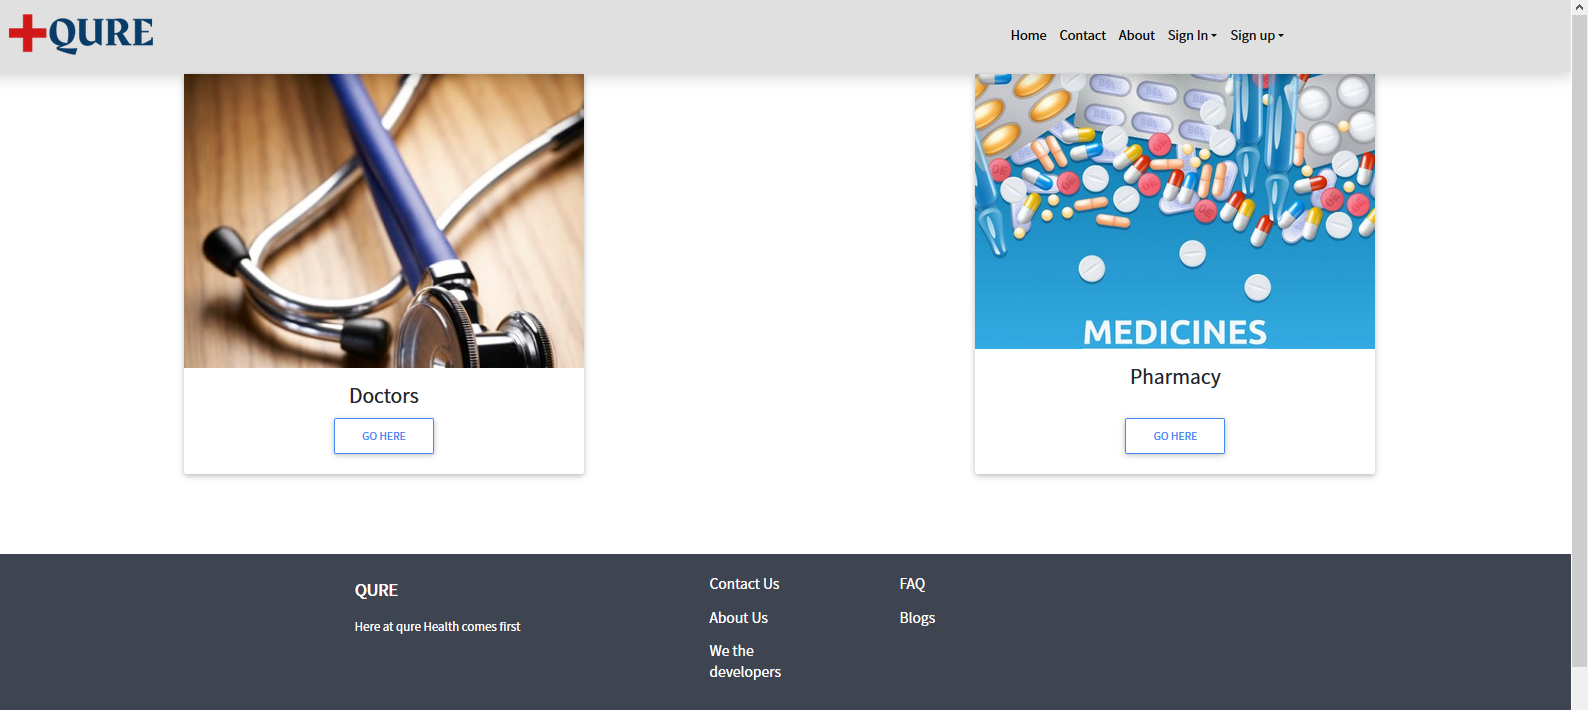 QURE
Home Contact About Sign In Sign up
MEDICINES
Doctors
Pharmacy
GO HERE
GO HERE
QURE
Here at qure Health comes first
Contact Us
About Us
We the
developers
FAQ
Blogs